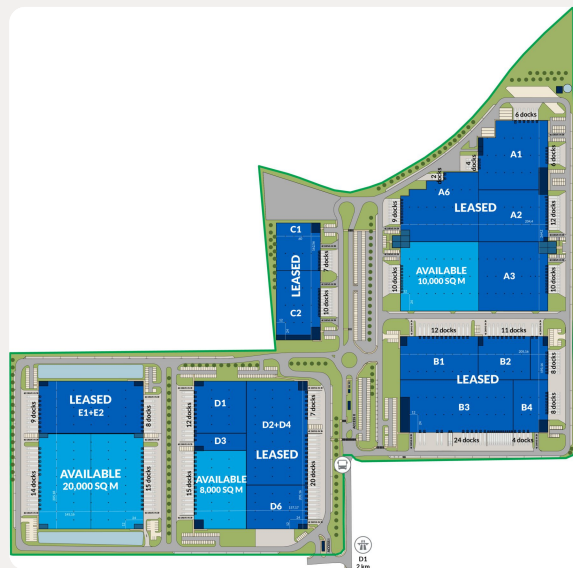 6 docks
A1
4
docks
2
docks
6 docks
A6
LEASED
9 docks
A2
12 docks
C1
LEASED
7 docks
C2
10 docks
AVAILABLE
10,000 SQ M
10 docks
A3
10 docks
12 docks
11 docks
B1
B2
LEASED
8 docks
B3
B4
8 docks
24 docks
4 docks
LEASED
E1+E2
9 docks
8 docks
D1
12 docks
D3
D2+D4
LEASED
7 docks
AVAILABLE
20,000 SQ M
14 docks
15 docks
AVAILABLE
8,000 SQ M
15 docks
20 docks
D6
D1
2 km